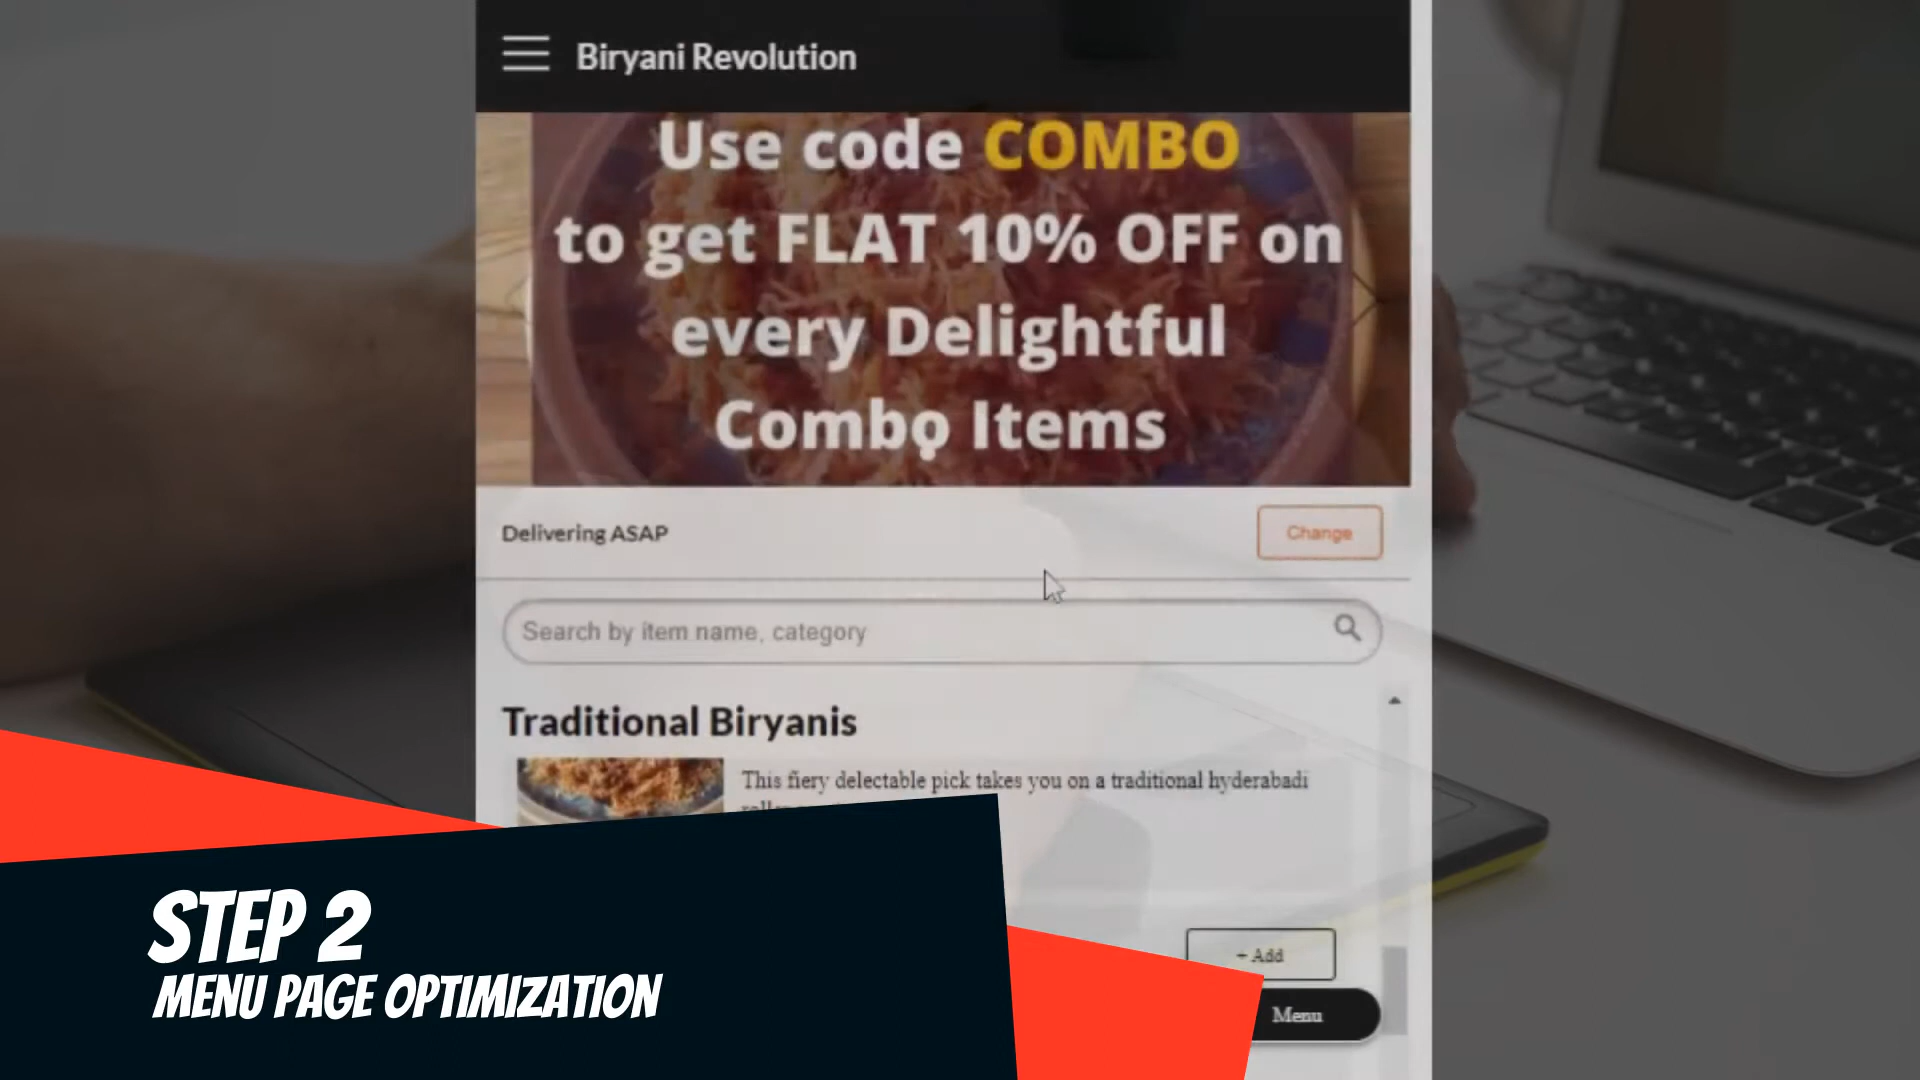 Biryani Revolution
Use code COMBO
to get FLAT 10% OFF on
every Delightful
Combo Items
Delivering ASAP
Change
Search by item name, category
Traditional Biryanis
This fiery delectable pick takes you on a traditional hyderabadi
+ Add
Menu
STEP 2
MENU PAGE OPTIMIZATION